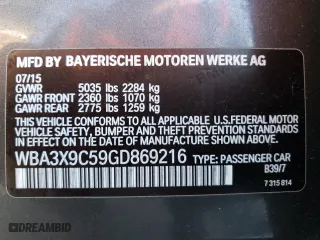 MFD BY BAYERISCHE MOTOREN WERKE AG
07/15
GVWR 5035 lbs 2284 kg
GAWR FRONT 2360 lbs 1070 kg
GAWR REAR 2775 lbs 1259 kg
THIS VEHICLE CONFORMS TO ALL APPLICABLE
FEDERAL MOTOR VEHICLE SAFETY, BUMPER, AND
THEFT PREVENTION STANDARDS IN EFFECT ON THE
DATE OF MANUFACTURE SHOWN ABOVE.
WBA3X9C59GD869216 TYPE: PASSENGER CAR
B39/7
7 315 814